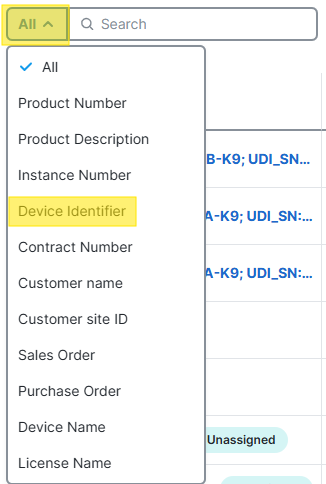 All Search
All
Product Number
Product Description
B-K9; UDI_SN...
Instance Number
Device Identifier
A-K9; UDI_SN:...
Contract Number
Customer name
A-K9; UDI_SN:...
Customer site ID
Sales Order
Purchase Order
Device Name
Unassigned
License Name